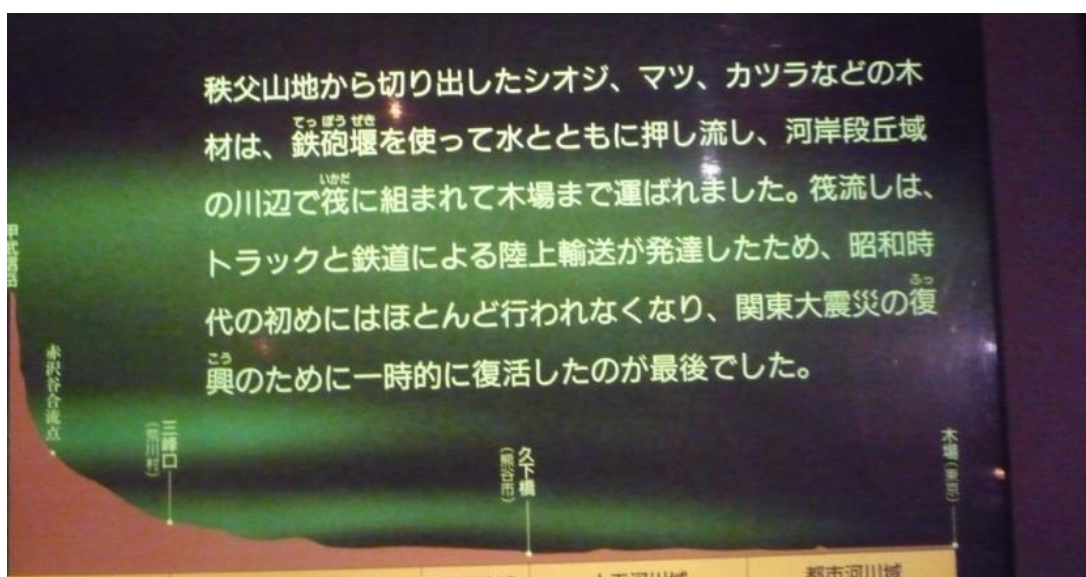 秩父山地から切り出したシオジ、マツ、カツラなどの木
てっぽうぜき
材は、鉄砲堰を使って水とともに押し流し、河岸段丘域
いかだ
の川辺で筏に組まれて木場まで運ばれました。筏流しは、
トラックと鉄道による陸上輸送が発達したため、昭和時
ふっ
代の初めにはほとんど行われなくなり、関東大震災の復
こう
興のために一時的に復活したのが最後でした。
甲武信岳
赤沢谷合流点
三峰口
(荒川村)
久下橋
(熊谷市)
木場(東京)
都市河川域